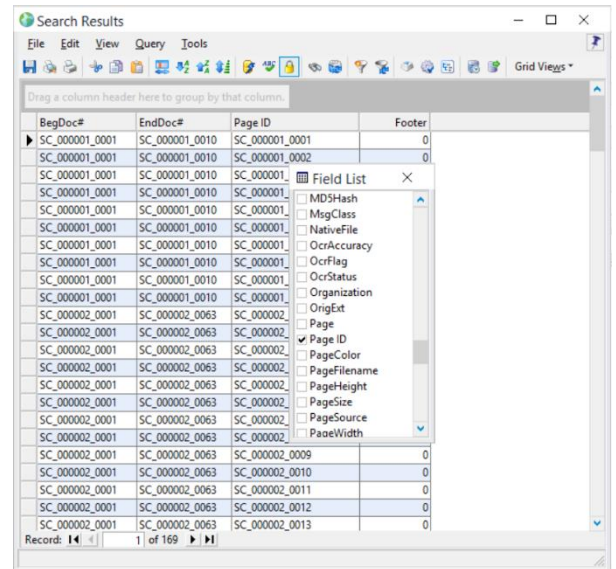 Search Results
File Edit View Query Tools
Grid Views
Drag a column header here to group by that column.
BegDoc# EndDoc# Page ID Footer
SC_000001_0001 SC_000001_0010 SC_000001_0001 0
SC_000001_0001 SC_000001_0010 SC_000001_0002 0
SC_000001_0001 SC_000001_0010 SC_000001_
SC_000001_0001 SC_000001_0010 SC_000001_
SC_000001_0001 SC_000001_0010 SC_000001_
SC_000001_0001 SC_000001_0010 SC_000001_
SC_000001_0001 SC_000001_0010 SC_000001_
SC_000001_0001 SC_000001_0010 SC_000001_
SC_000001_0001 SC_000001_0010 SC_000001_
SC_000001_0001 SC_000001_0010 SC_000001_
SC_000002_0001 SC_000002_0063 SC_000002_
SC_000002_0001 SC_000002_0063 SC_000002_
SC_000002_0001 SC_000002_0063 SC_000002_
SC_000002_0001 SC_000002_0063 SC_000002_
SC_000002_0001 SC_000002_0063 SC_000002_
SC_000002_0001 SC_000002_0063 SC_000002_
SC_000002_0001 SC_000002_0063 SC_000002_
SC_000002_0001 SC_000002_0063 SC_000002_
SC_000002_0001 SC_000002_0063 SC_000002_0009 0
SC_000002_0001 SC_000002_0063 SC_000002_0010 0
SC_000002_0001 SC_000002_0063 SC_000002_0011 0
SC_000002_0001 SC_000002_0063 SC_000002_0012 0
SC_000002_0001 SC_000002_0063 SC_000002_0013 0
Field List
MD5Hash
MsgClass
NativeFile
OcrAccuracy
OcrFlag
OcrStatus
Organization
OrigExt
Page
Page ID
PageColor
PageFilename
PageHeight
PageSize
PageSource
PageWidth
Record: 1 of 169